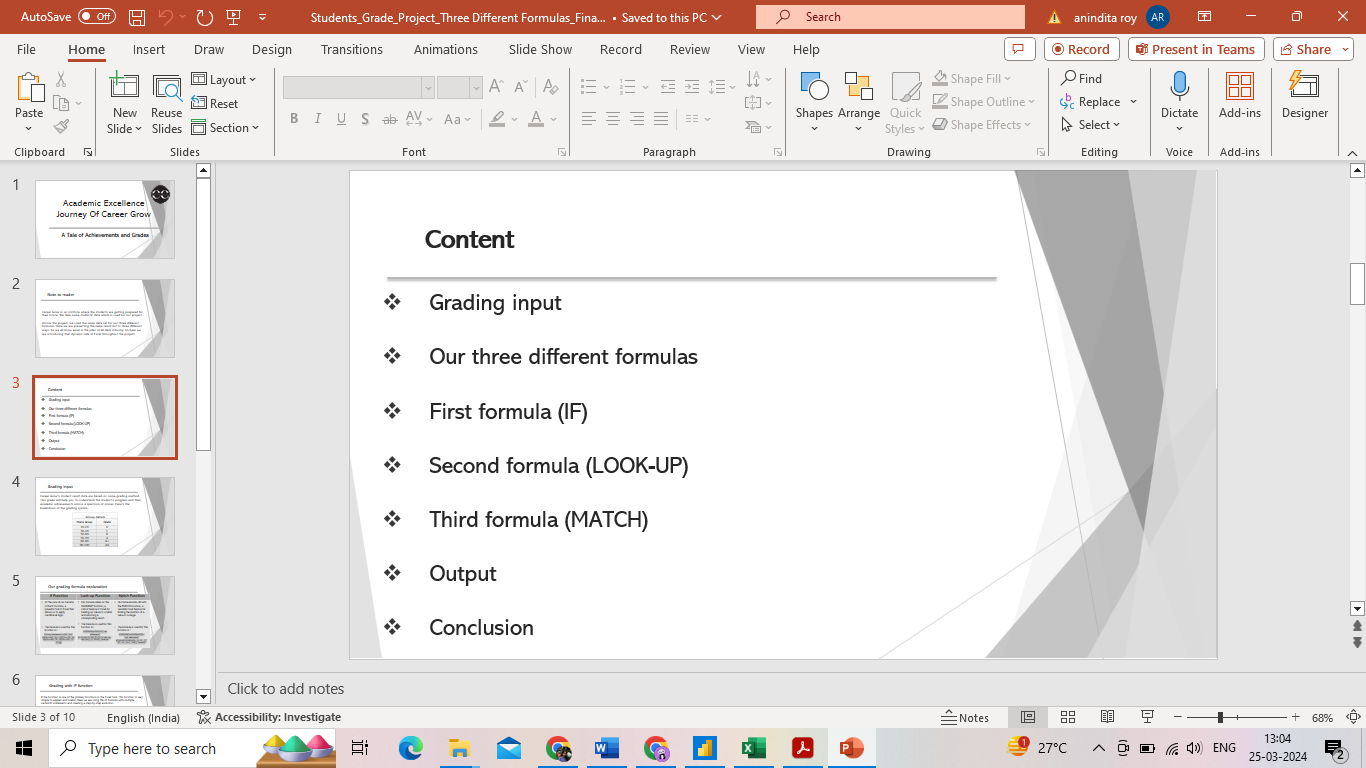 AutoSave Off Students_Grade_Project_Three Different Formulas_Fina... • Saved to this PC Search anindita roy AR
File Home Insert Draw Design Transitions Animations Slide Show Record Review View Help Record Present in Teams Share
Paste
Clipboard
New Slide
Reuse Slides
Layout
Reset
Section
Slides
Font
Paragraph
Shapes
Arrange
Quick Styles
Shape Fill
Shape Outline
Shape Effects
Drawing
Find
Replace
Select
Editing
Dictate
Voice
Add-ins
Add-ins
Designer
1
Academic Excellence
Journey Of Career Grow
A Tale of Achievements and Grades
2
Note to reader
3
Content
Grading input
Our three different formulas
First formula (IF)
Second formula (LOOK-UP)
Third formula (MATCH)
Output
Conclusion
4
Grading Input
5
Our grading formula explanation
IF Function Look-up Function Match Function
6
Grading with IF function
Content
❖ Grading input
❖ Our three different formulas
❖ First formula (IF)
❖ Second formula (LOOK-UP)
❖ Third formula (MATCH)
❖ Output
❖ Conclusion
Click to add notes
Slide 3 of 10 English (India) Accessibility: Investigate Notes 68%
Type here to search 27°C ENG 13:04
25-03-2024 2